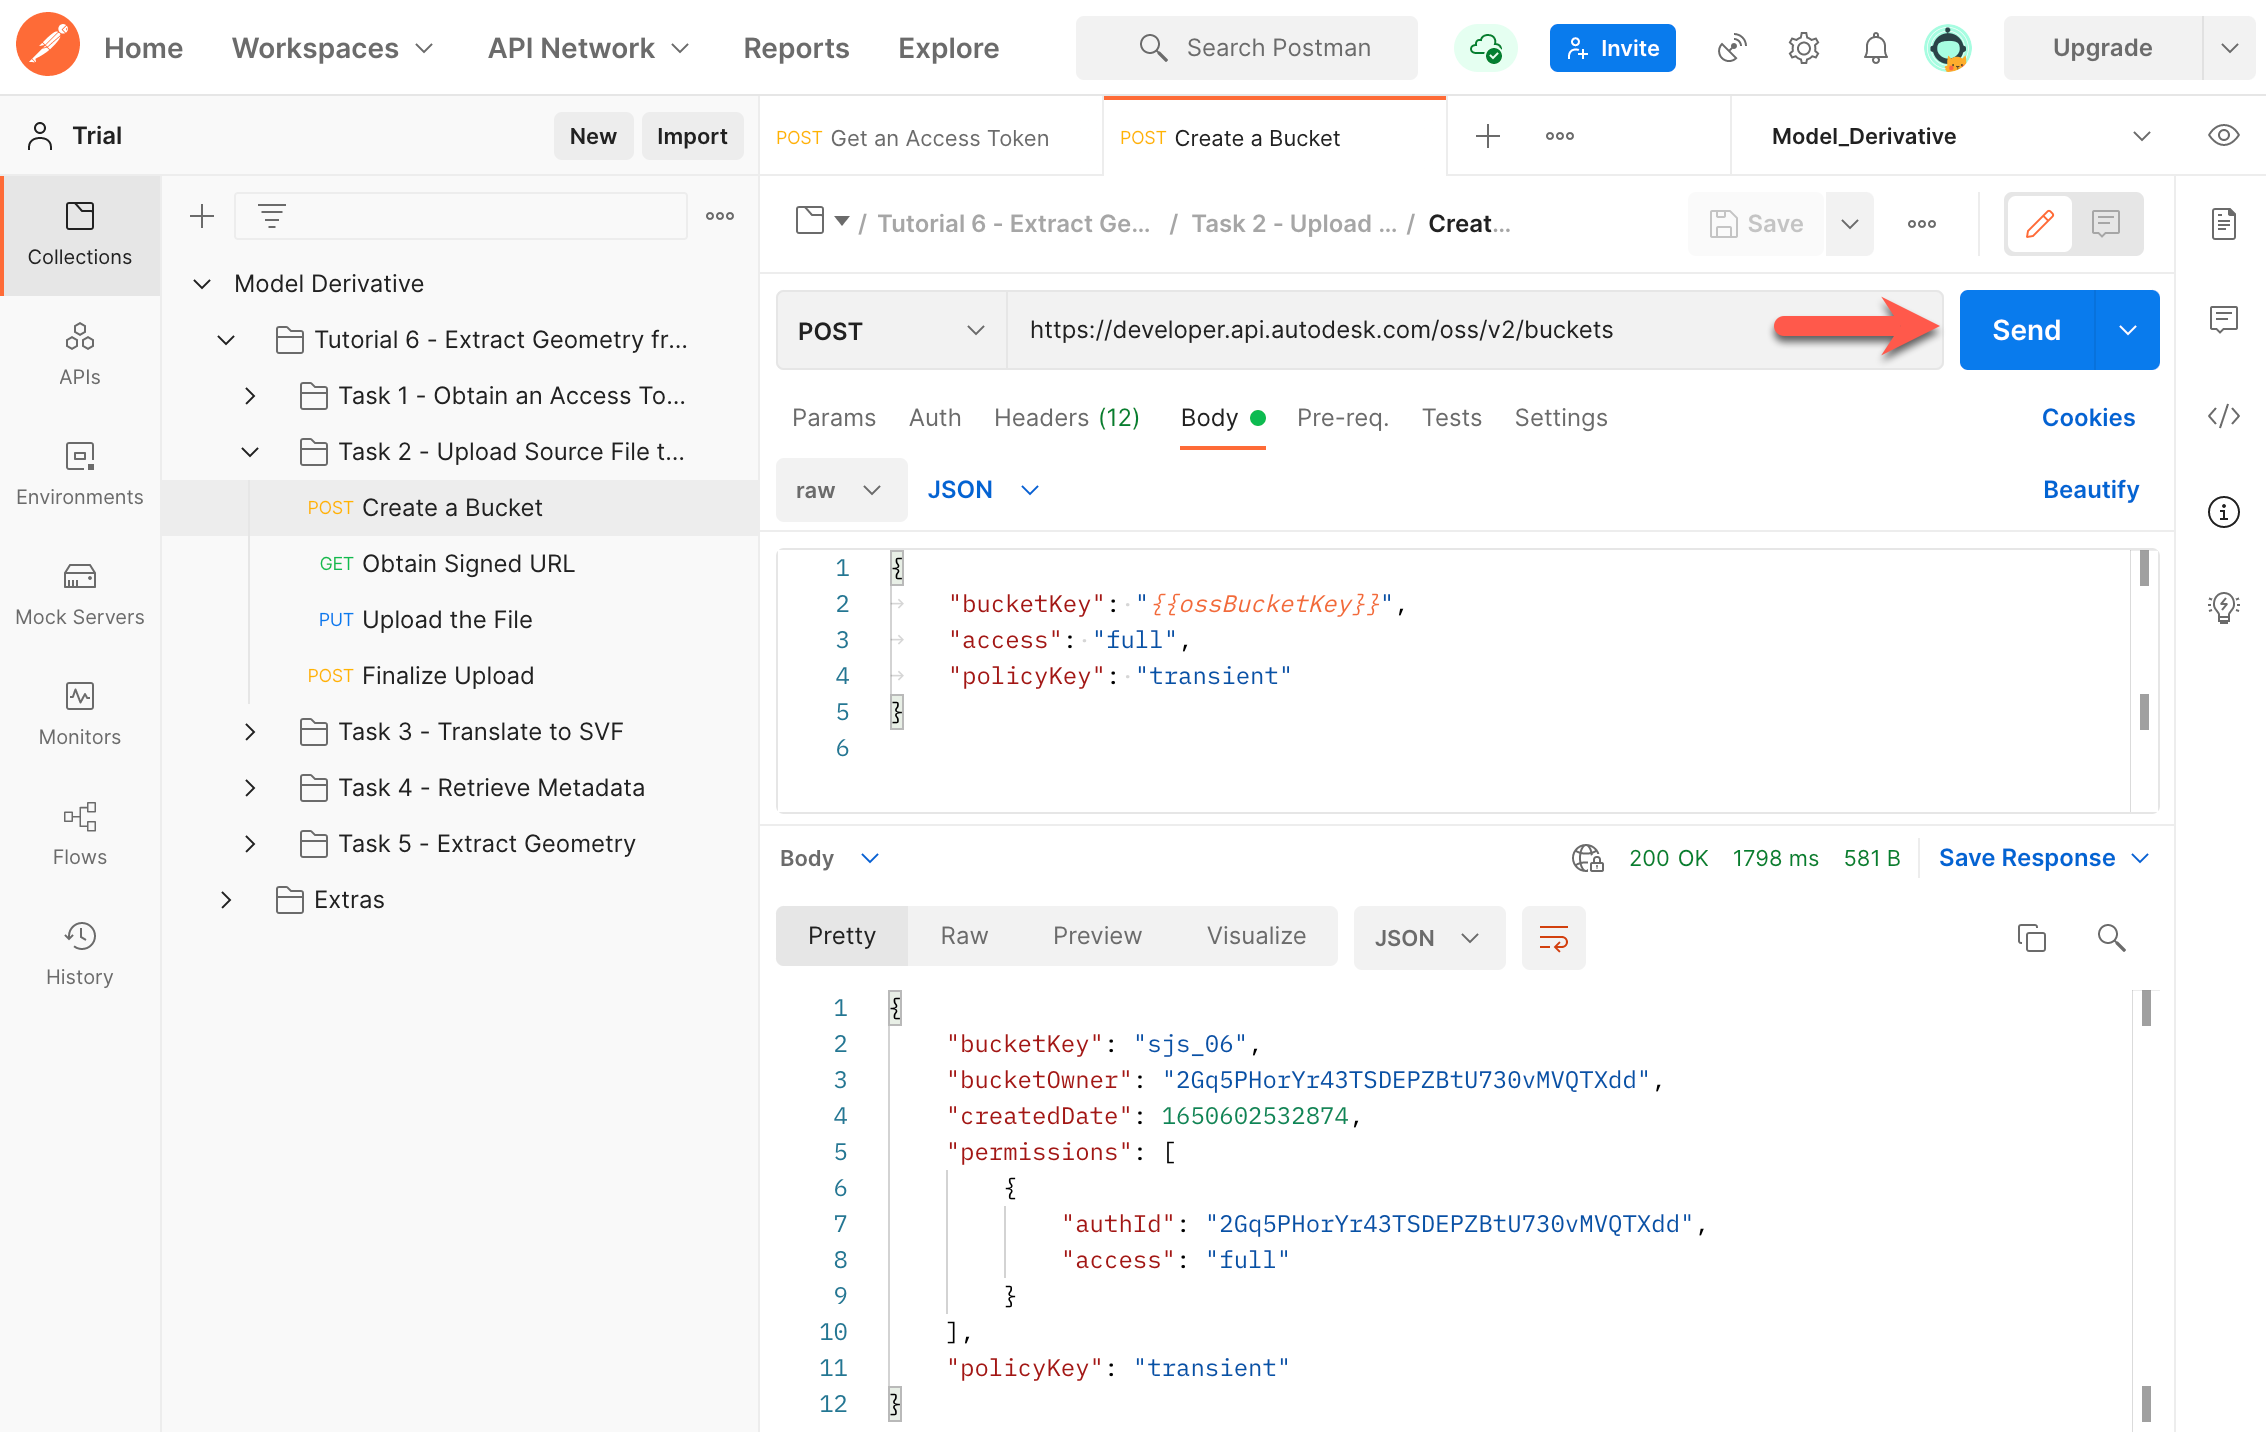 Home Workspaces API Network Reports Explore Search Postman Invite Upgrade
Trial New Import
POST Get an Access Token POST Create a Bucket Model_Derivative
Collections
APIs
Environments
Mock Servers
Monitors
Flows
History
Model Derivative
Tutorial 6 - Extract Geometry fr...
Task 1 - Obtain an Access To...
Task 2 - Upload Source File t...
POST Create a Bucket
GET Obtain Signed URL
PUT Upload the File
POST Finalize Upload
Task 3 - Translate to SVF
Task 4 - Retrieve Metadata
Task 5 - Extract Geometry
Extras
/ Tutorial 6 - Extract Ge... / Task 2 - Upload ... / Creat... Save
POST https://developer.api.autodesk.com/oss/v2/buckets Send
Params Auth Headers (12) Body Pre-req. Tests Settings Cookies
raw JSON Beautify
1 {
2 "bucketKey": "{{ossBucketKey}}",
3 "access": "full",
4 "policyKey": "transient"
5 }
6
Body 200 OK 1798 ms 581 B Save Response
Pretty Raw Preview Visualize JSON
1 {
2 "bucketKey": "sjs_06",
3 "bucketOwner": "2Gq5PHorYr43TSDEPZBtU730vMVQTXdd",
4 "createdDate": 1650602532874,
5 "permissions": [
6 {
7 "authId": "2Gq5PHorYr43TSDEPZBtU730vMVQTXdd",
8 "access": "full"
9 }
10 ],
11 "policyKey": "transient"
12 }